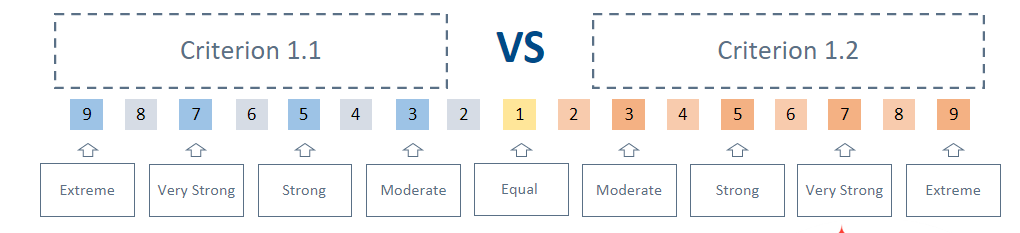 Criterion 1.1 VS Criterion 1.2
9 8 7 6 5 4 3 2 1 2 3 4 5 6 7 8 9
Extreme Very Strong Strong Moderate Equal Moderate Strong Very Strong Extreme